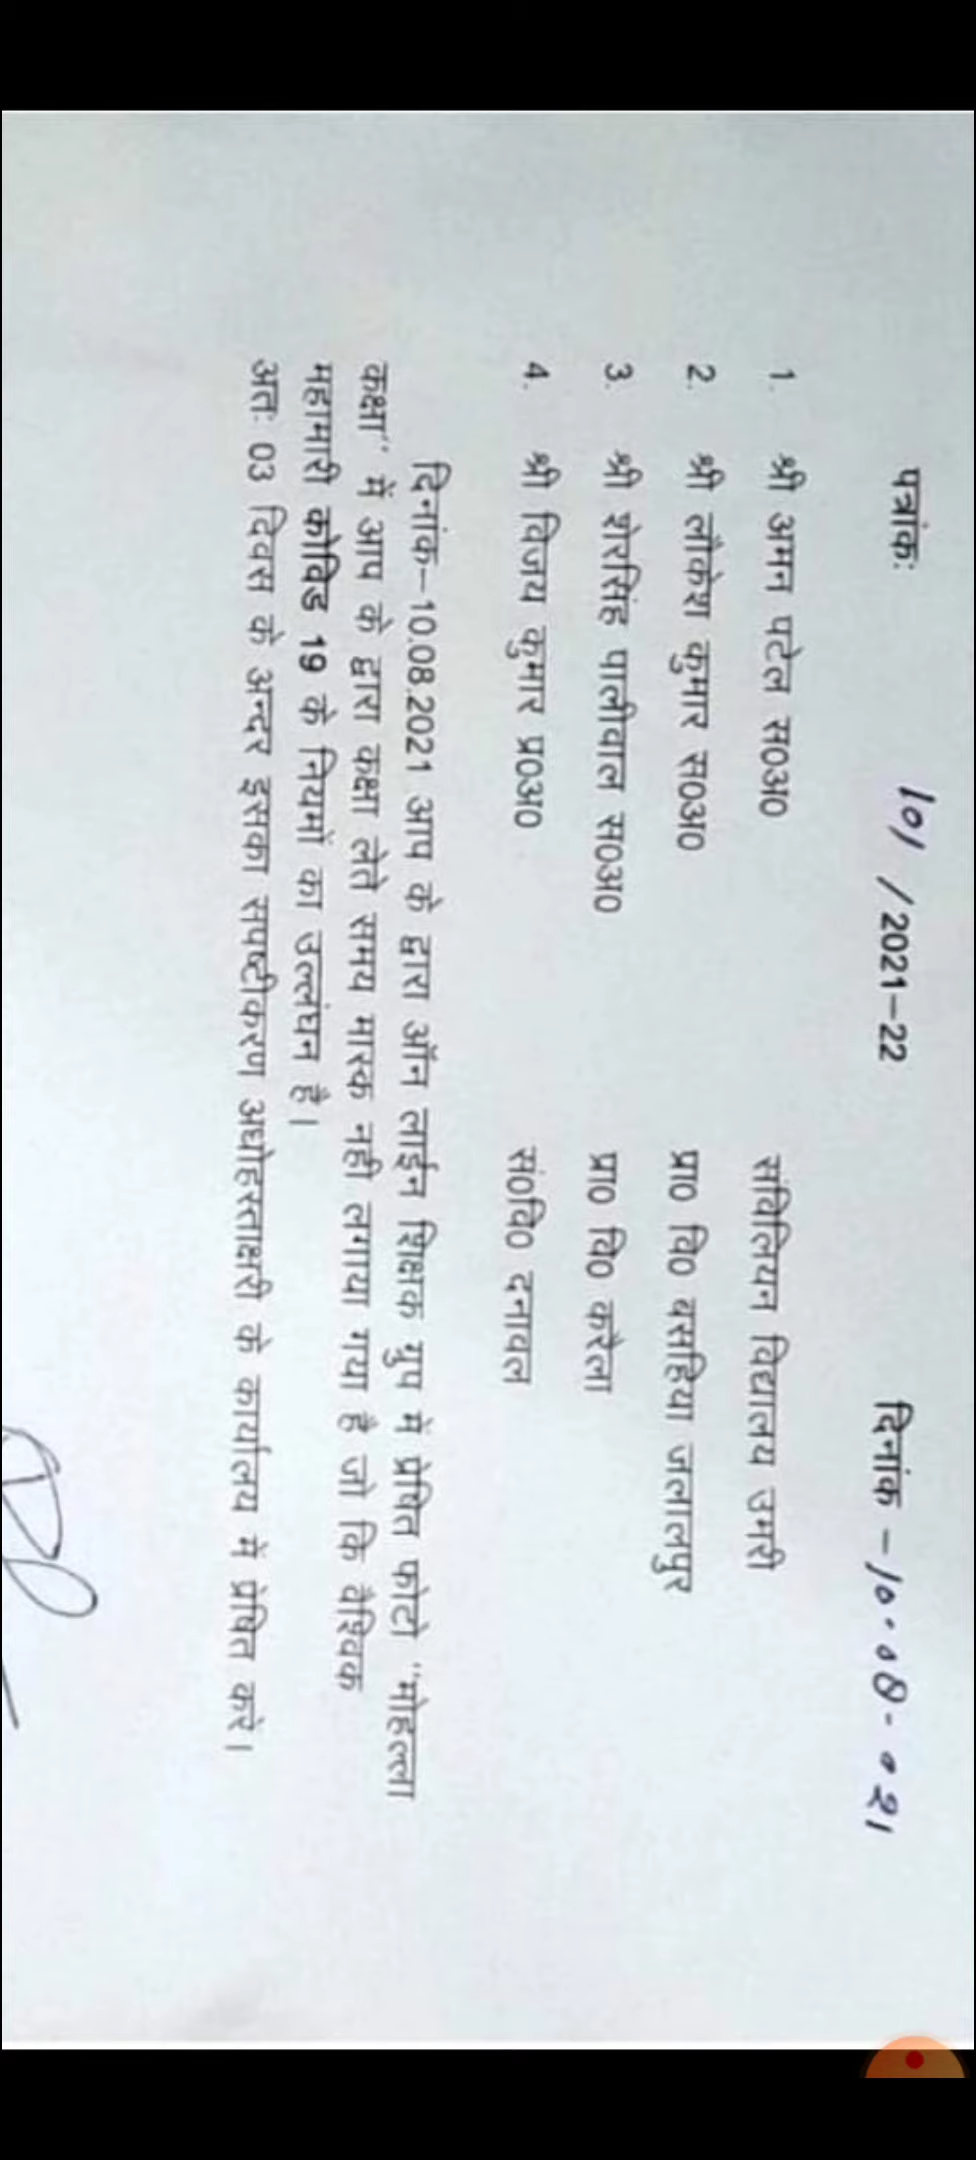 पत्रांकः 101 /2021-22 दिनांक -10.08-021
1. श्री अमन पटेल स0अ0 संविलियन विद्यालय उमरी
2. श्री लौकेश कुमार स0अ0 प्रा0 वि0 बसहिया जलालपुर
3. श्री शेरसिंह पालीवाल स0अ0 प्रा0 वि0 करैला
4. श्री विजय कुमार प्र0अ0 सं0वि0 दनावल
दिनांक-10.08.2021 आप के द्वारा ऑन लाईन शिक्षक ग्रुप में प्रेषित फोटो "मोहल्ला
कक्षा" में आप के द्वारा कक्षा लेते समय मास्क नही लगाया गया है जो कि वैश्विक
महामारी कोविड 19 के नियमों का उल्लंघन है।
अतः 03 दिवस के अन्दर इसका सपष्टीकरण अधोहस्ताक्षरी के कार्यालय में प्रेषित करे।